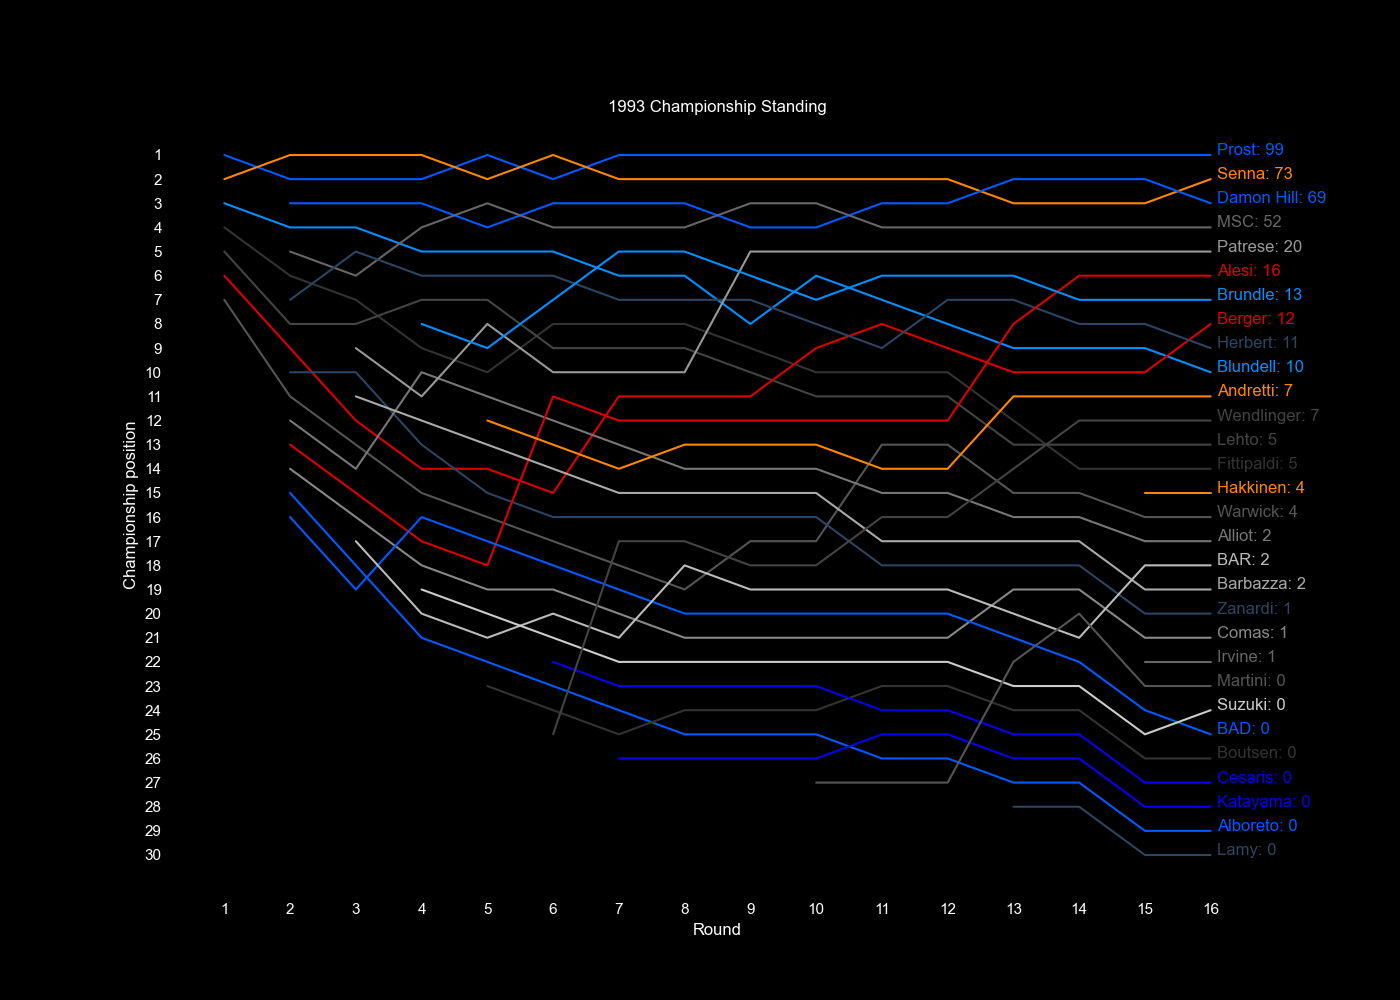 1993 Championship Standing
Championship position
1
2
3
4
5
6
7
8
9
10
11
12
13
14
15
16
17
18
19
20
21
22
23
24
25
26
27
28
29
30
Prost: 99
Senna: 73
Damon Hill: 69
MSC: 52
Patrese: 20
Alesi: 16
Brundle: 13
Berger: 12
Herbert: 11
Blundell: 10
Andretti: 7
Wendlinger: 7
Lehto: 5
Fittipaldi: 5
Hakkinen: 4
Warwick: 4
Alliot: 2
BAR: 2
Barbazza: 2
Zanardi: 1
Comas: 1
Irvine: 1
Martini: 0
Suzuki: 0
BAD: 0
Boutsen: 0
Cesaris: 0
Katayama: 0
Alboreto: 0
Lamy: 0
1 2 3 4 5 6 7 8 9 10 11 12 13 14 15 16
Round